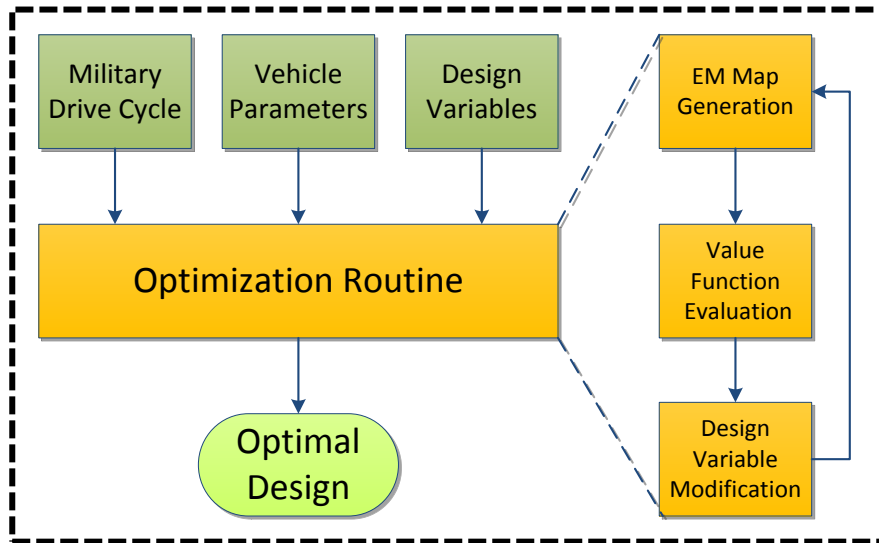 Military
Drive Cycle
Vehicle
Parameters
Design
Variables
Optimization Routine
Optimal
Design
EM Map
Generation
Value
Function
Evaluation
Design
Variable
Modification